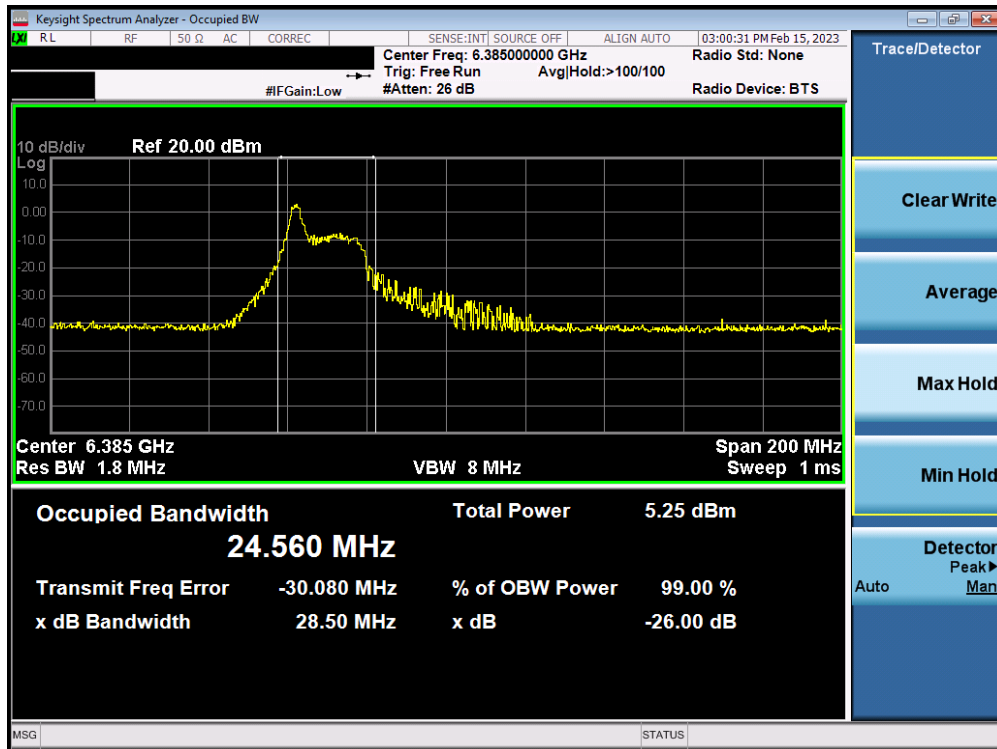 Keysight Spectrum Analyzer - Occupied BW
LXI RL RF 50 Ω AC CORREC SENSE:INT SOURCE OFF ALIGN AUTO 03:00:31 PM Feb 15, 2023
Center Freq: 6.385000000 GHz Radio Std: None
Trig: Free Run Avg|Hold:>100/100
#IFGain:Low #Atten: 26 dB Radio Device: BTS
10 dB/div Ref 20.00 dBm
Log
10.0
0.00
-10.0
-20.0
-30.0
-40.0
-50.0
-60.0
-70.0
Center 6.385 GHz Span 200 MHz
Res BW 1.8 MHz VBW 8 MHz Sweep 1 ms
Occupied Bandwidth Total Power 5.25 dBm
24.560 MHz
Transmit Freq Error -30.080 MHz % of OBW Power 99.00 %
x dB Bandwidth 28.50 MHz x dB -26.00 dB
MSG STATUS
Trace/Detector
Clear Write
Average
Max Hold
Min Hold
Detector
Peak▶
Auto Man